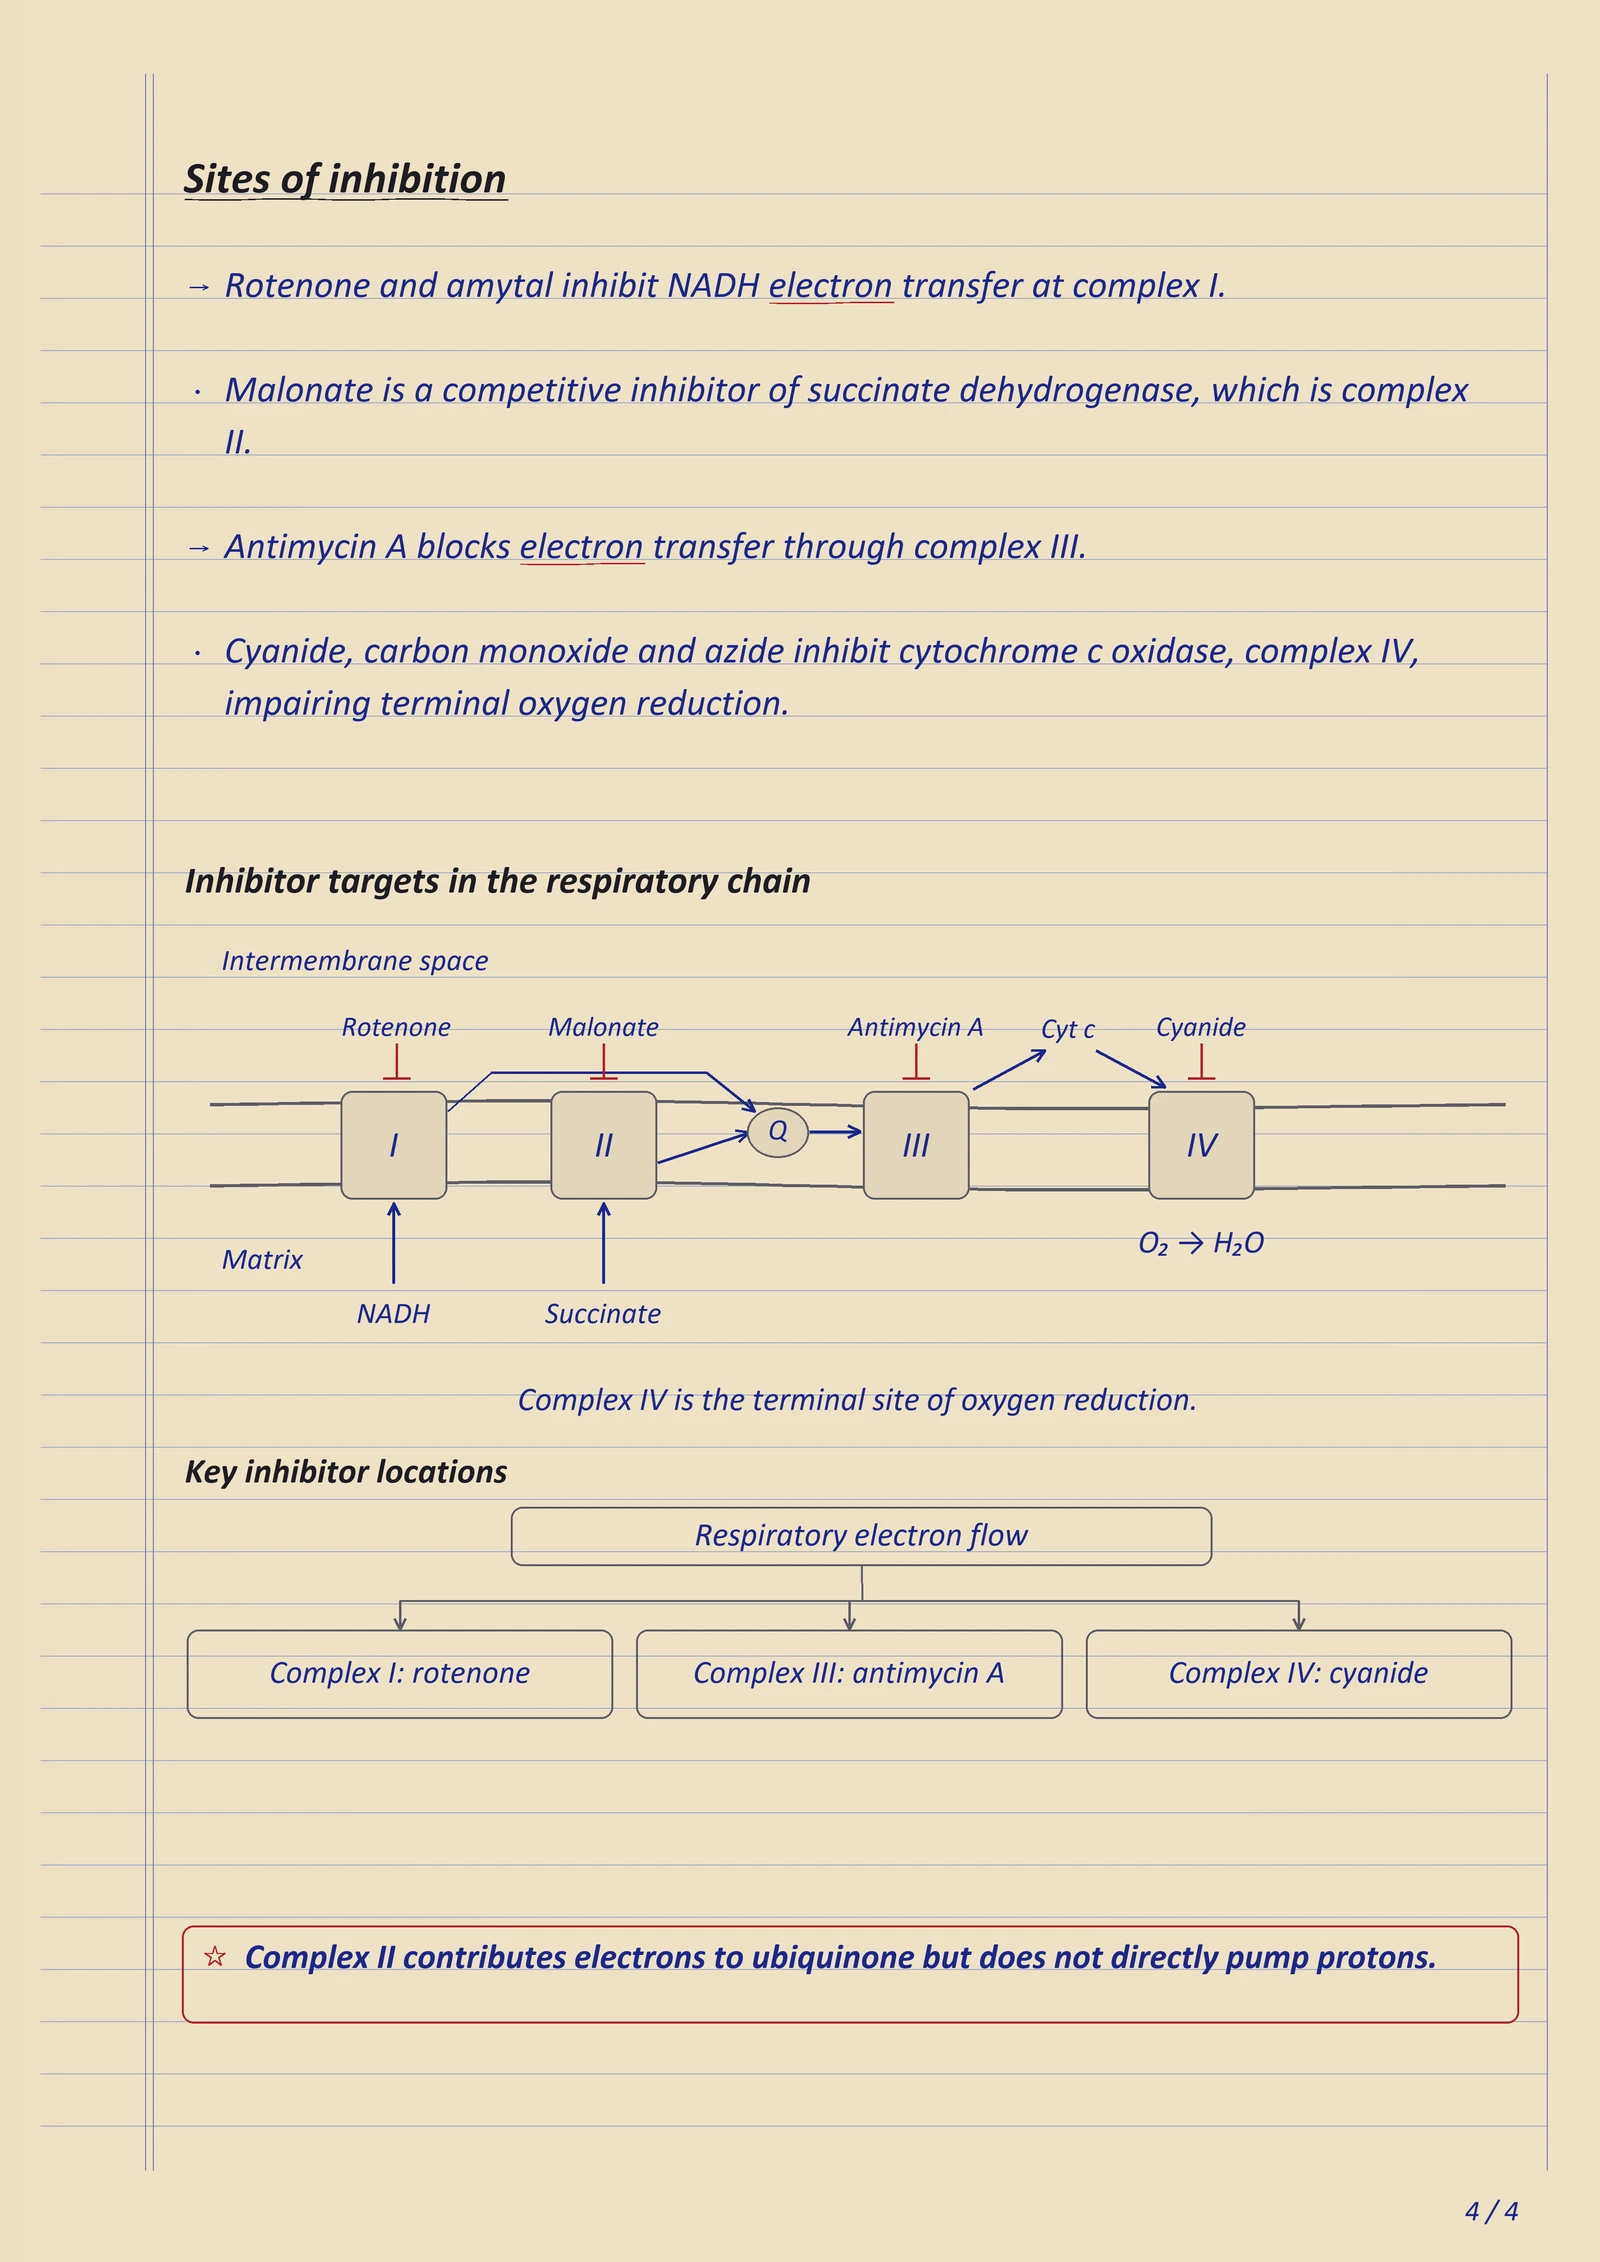 Sites of inhibition
→ Rotenone and amytal inhibit NADH electron transfer at complex I.
· Malonate is a competitive inhibitor of succinate dehydrogenase, which is complex
II.
→ Antimycin A blocks electron transfer through complex III.
· Cyanide, carbon monoxide and azide inhibit cytochrome c oxidase, complex IV,
impairing terminal oxygen reduction.
Inhibitor targets in the respiratory chain
Intermembrane space
Rotenone Malonate Antimycin A Cyt c Cyanide
I II Q III IV
O₂ → H₂O
Matrix
NADH Succinate
Complex IV is the terminal site of oxygen reduction.
Key inhibitor locations
Respiratory electron flow
Complex I: rotenone Complex III: antimycin A Complex IV: cyanide
☆ Complex II contributes electrons to ubiquinone but does not directly pump protons.
4 / 4